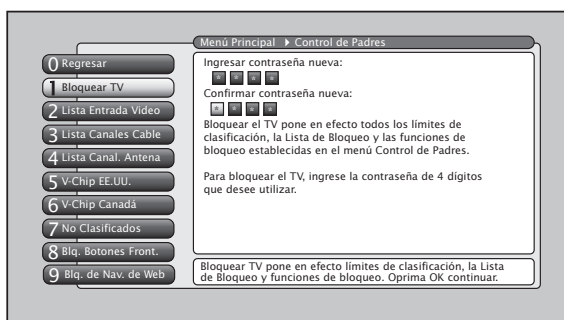 Menú Principal ▶ Control de Padres
0 Regresar
1 Bloquear TV
2 Lista Entrada Video
3 Lista Canales Cable
4 Lista Canal. Antena
5 V-Chip EE.UU.
6 V-Chip Canadá
7 No Clasificados
8 Blq. Botones Front.
9 Blq. de Nav. de Web
Ingresar contraseña nueva:
* * * *
Confirmar contraseña nueva:
* * * *
Bloquear el TV pone en efecto todos los límites de
clasificación, la Lista de Bloqueo y las funciones de
bloqueo establecidas en el menú Control de Padres.
Para bloquear el TV, ingrese la contraseña de 4 dígitos
que desee utilizar.
Bloquear TV pone en efecto límites de clasificación, la Lista
de Bloqueo y funciones de bloqueo. Oprima OK continuar.